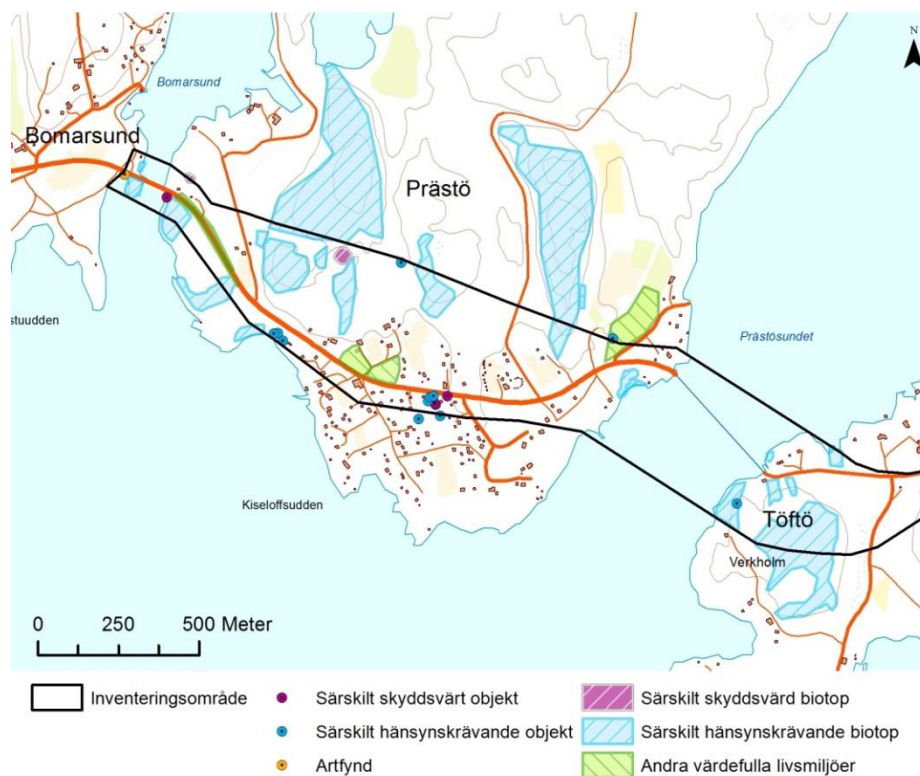 N
Bomarsund
Bomarsund
Prästö
stuudden
Prästösundet
Kiseloffsudden
Töftö
Verkholm
0 250 500 Meter
Inventeringsområde
Särskilt skyddsvärt objekt
Särskilt skyddsvärd biotop
Särskilt hänsynskrävande objekt
Särskilt hänsynskrävande biotop
Artfynd
Andra värdefulla livsmiljöer